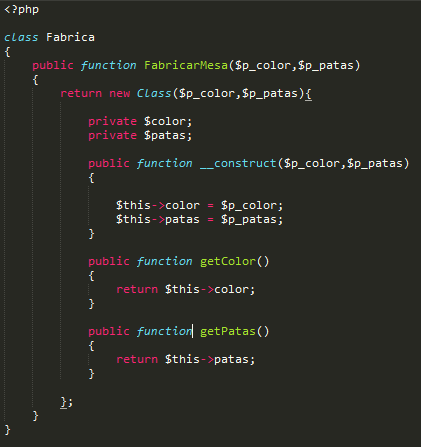 <?php
class Fabrica
{
public function FabricarMesa($p_color,$p_patas)
{
return new Class($p_color,$p_patas){
private $color;
private $patas;
public function __construct($p_color,$p_patas)
{
$this->color = $p_color;
$this->patas = $p_patas;
}
public function getColor()
{
return $this->color;
}
public function getPatas()
{
return $this->patas;
}
};
}
}